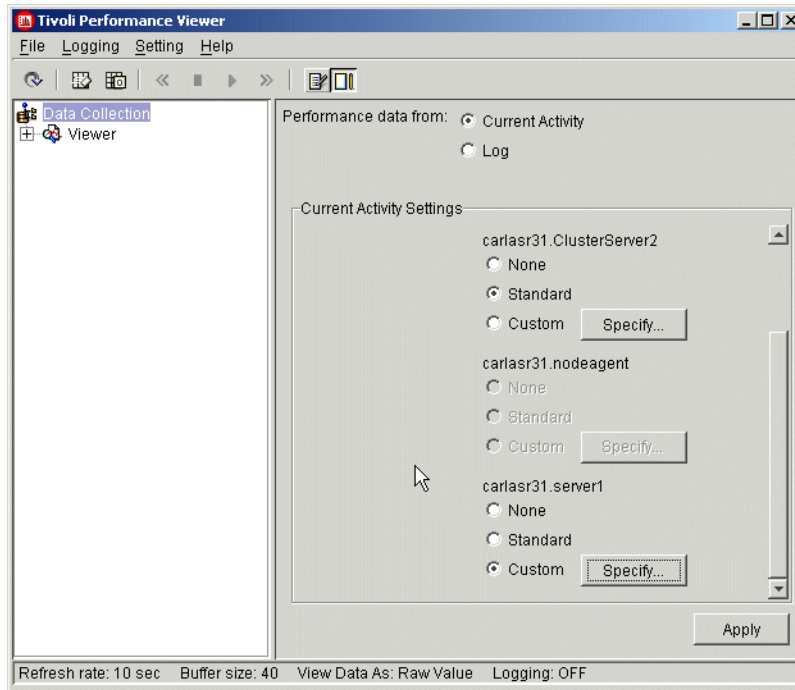 Tivoli Performance Viewer
File Logging Setting Help
Data Collection
Viewer
Performance data from: Current Activity
Log
Current Activity Settings
carlasr31.ClusterServer2
None
Standard
Custom Specify...
carlasr31.nodeagent
None
Standard
Custom Specify...
carlasr31.server1
None
Standard
Custom Specify...
Apply
Refresh rate: 10 sec Buffer size: 40 View Data As: Raw Value Logging: OFF